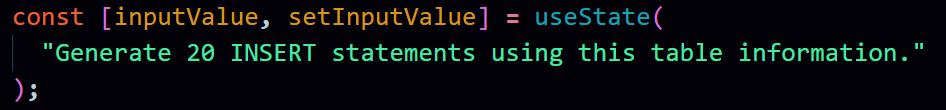 const [inputValue, setInputValue] = useState(
"Generate 20 INSERT statements using this table information."
);